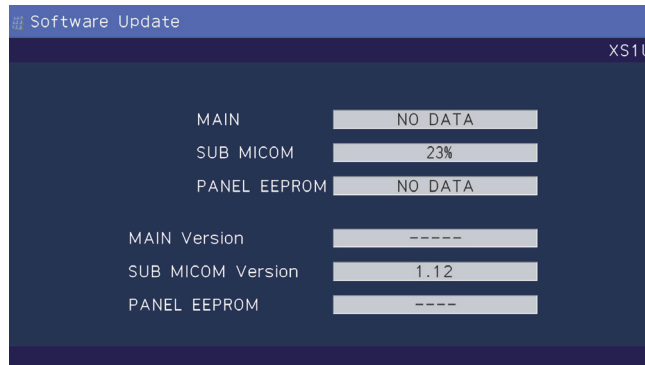 Software Update
XS1U
MAIN NO DATA
SUB MICOM 23%
PANEL EEPROM NO DATA
MAIN Version -----
SUB MICOM Version 1.12
PANEL EEPROM ----